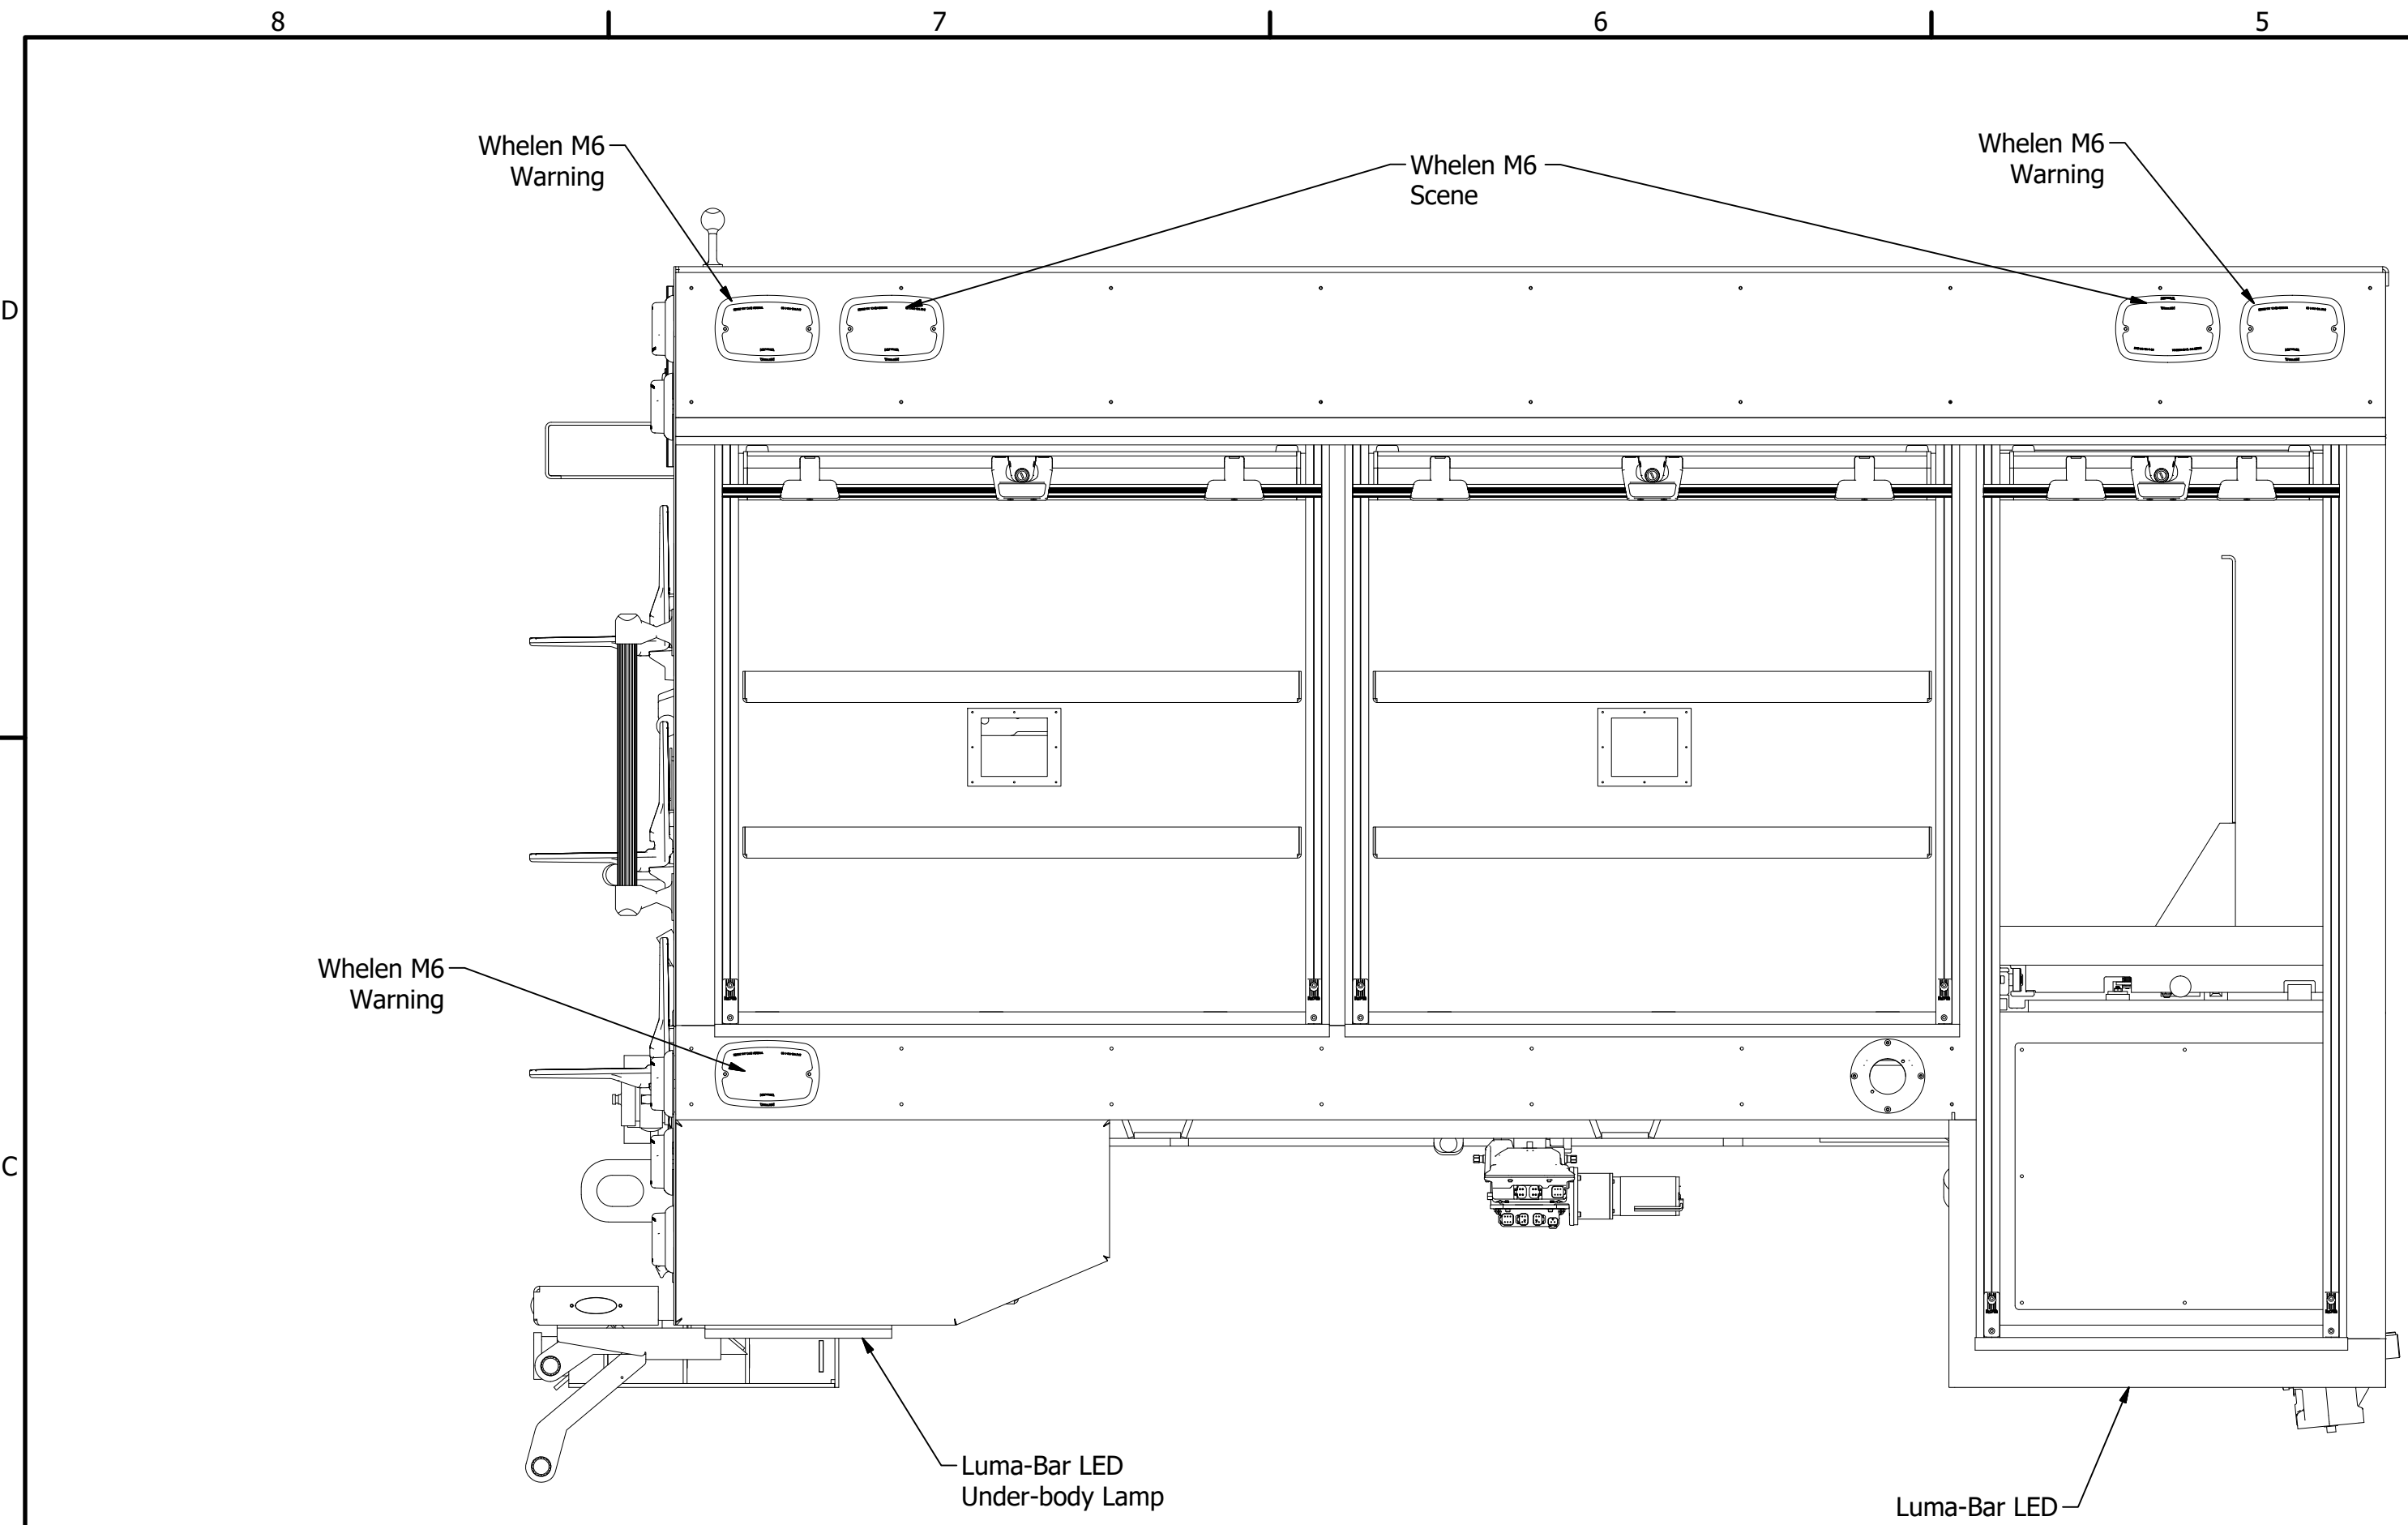 8 7 6 5
Whelen M6
Warning
Whelen M6
Scene
Whelen M6
Warning
D
Whelen M6
Warning
C
Luma-Bar LED
Under-body Lamp
Luma-Bar LED